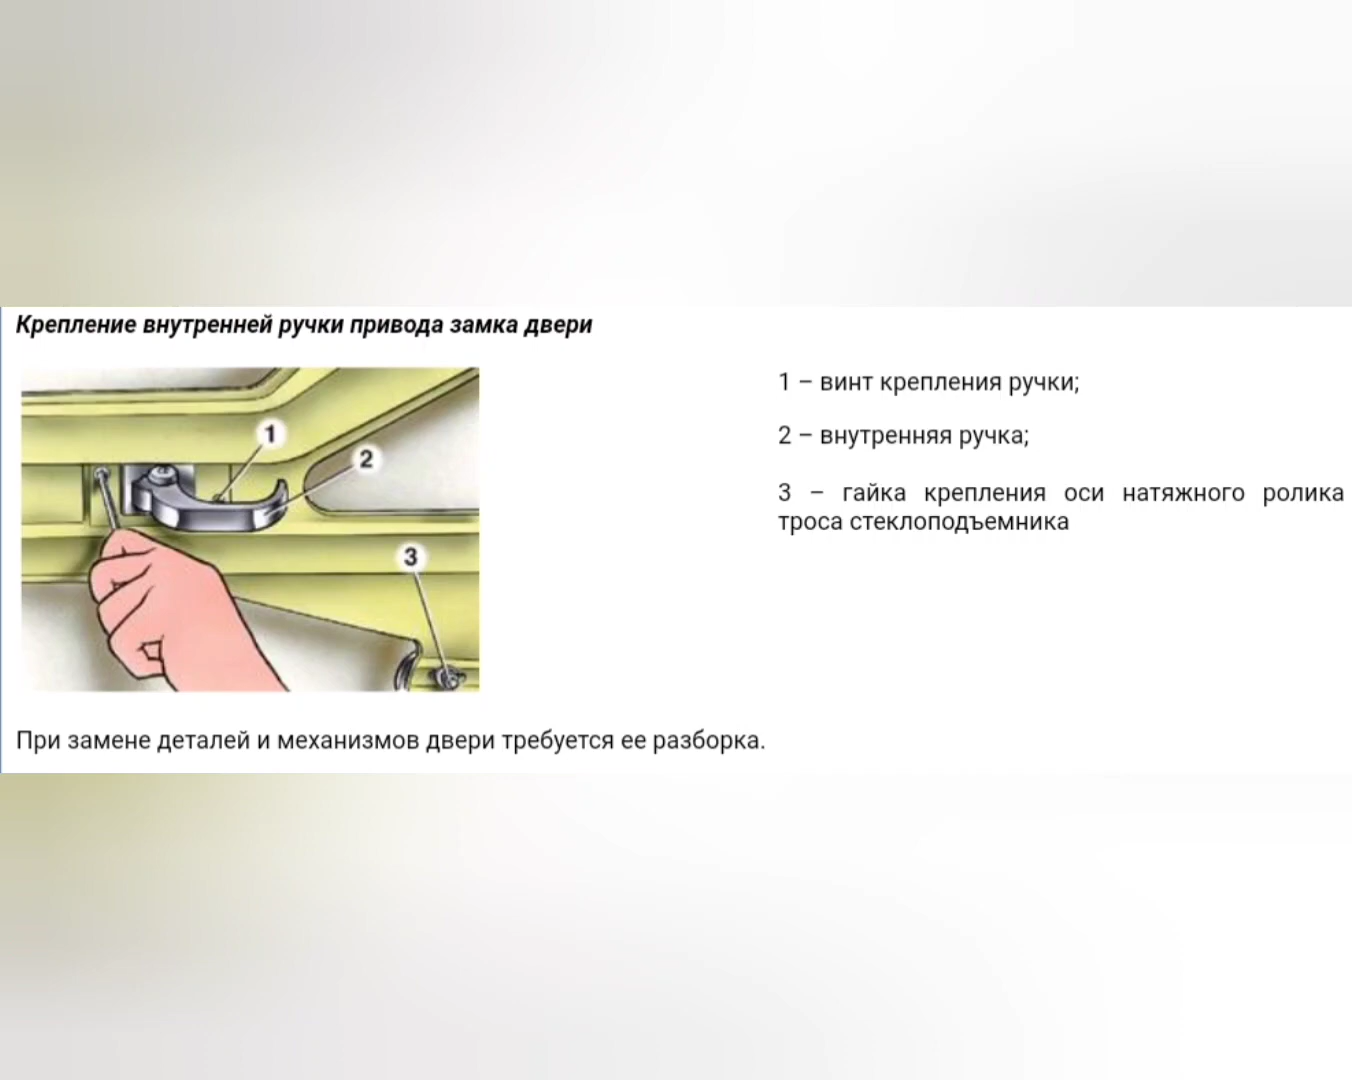 Крепление внутренней ручки привода замка двери
1
2
3
1 – винт крепления ручки;
2 – внутренняя ручка;
3 – гайка крепления оси натяжного ролика
троса стеклоподъемника
При замене деталей и механизмов двери требуется ее разборка.